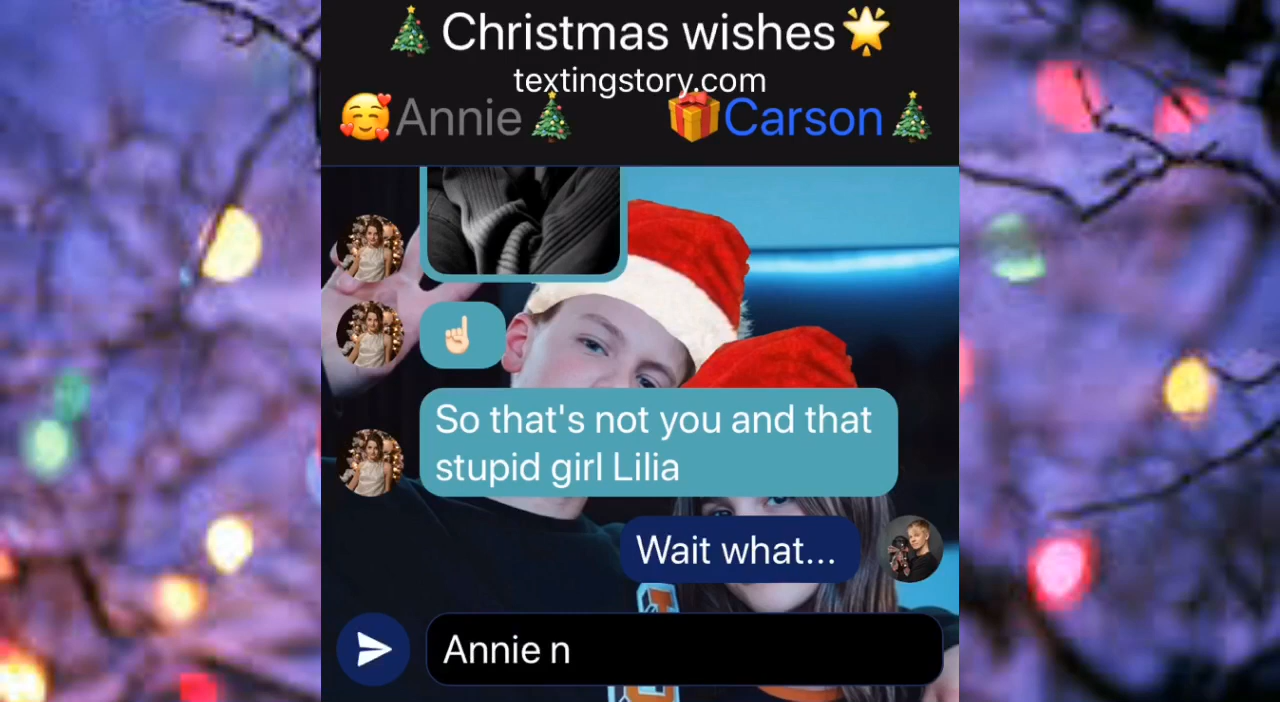 🎄Christmas wishes🌟
textingstory.com
🥰Annie🎄 🎁Carson🎄
☝🏻
So that's not you and that
stupid girl Lilia
Wait what...
Annie n